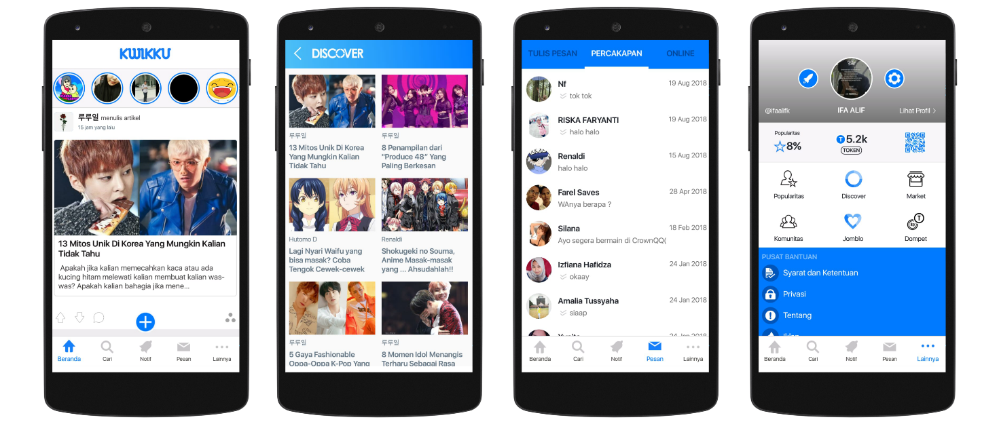 KWIKKU
루루일 menulis artikel
15 jam yang lalu
13 Mitos Unik Di Korea Yang Mungkin Kalian
Tidak Tahu
Apakah jika kalian memecahkan kaca atau ada
kucing hitam melewati kalian membuat kalian was-
was? Apakah kalian bahagia jika mene...
Beranda
Cari
Notif
Pesan
Lainnya
DISCOVER
루루일
13 Mitos Unik Di Korea
Yang Mungkin Kalian
Tidak Tahu
루루일
8 Penampilan dari
"Produce 48" Yang
Paling Berkesan
Hutomo D
Lagi Nyari Waifu yang
bisa masak? Coba
Tengok Cewek-cewek
Renaldi
Shokugeki no Souma,
Anime Masak-masak
yang ... Ahsudahlah!!
루루일
5 Gaya Fashionable
Oppa-Oppa K-Pop Yang
루루일
8 Momen Idol Menangis
Terharu Sebagai Rasa
TULIS PESAN
PERCAKAPAN
ONLINE
Nf
19 Aug 2018
tok tok
RISKA FARYANTI
19 Aug 2018
halo halo
Renaldi
15 Aug 2018
halo halo
Farel Saves
28 Apr 2018
WAnya berapa ?
Silana
18 Feb 2018
Ayo segera bermain di CrownQQ(
Izfiana Hafidza
24 Jan 2018
okaay
Amalia Tussyaha
24 Jan 2018
siaap
24 Jan 2018
Beranda
Cari
Notif
Pesan
Lainnya
@ifaalifk
IFA ALIF
Lihat Profil
Popularitas
8%
T 5.2k
TOKEN
Popularitas
Discover
Market
Komunitas
Jomblo
Rp T
Dompet
PUSAT BANTUAN
Syarat dan Ketentuan
Privasi
Tentang
Iklan
Beranda
Cari
Notif
Pesan
Lainnya